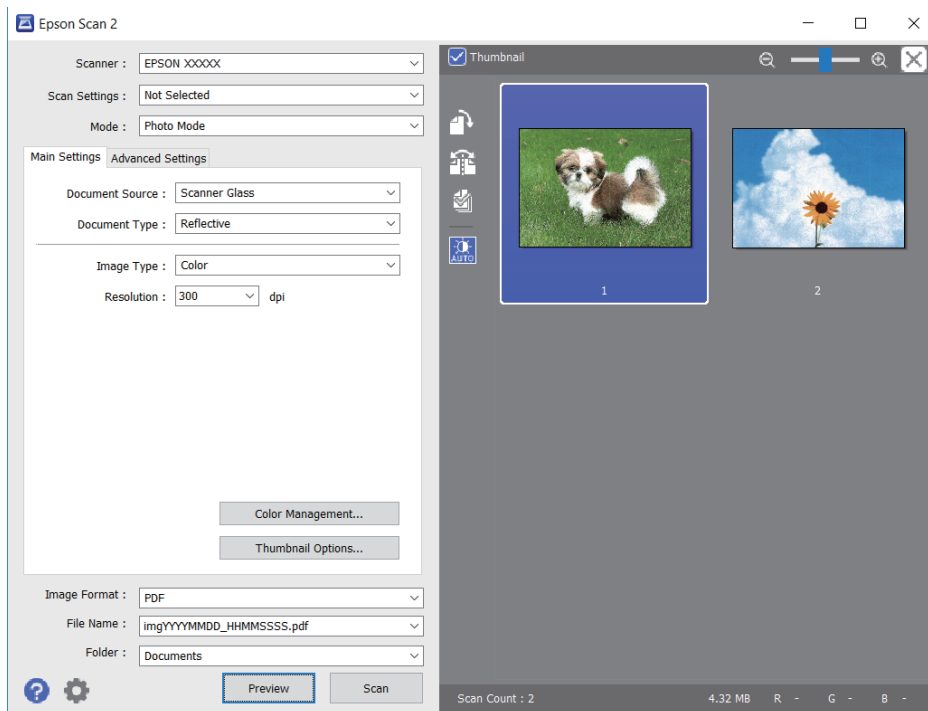 Epson Scan 2
Scanner : EPSON XXXXX
Scan Settings : Not Selected
Mode : Photo Mode
Main Settings Advanced Settings
Document Source : Scanner Glass
Document Type : Reflective
Image Type : Color
Resolution : 300 dpi
Color Management...
Thumbnail Options...
Image Format : PDF
File Name : imgYYYYMMDD_HHMMSSSS.pdf
Folder : Documents
Preview Scan
Thumbnail
AUTO
1 2
Scan Count : 2 4.32 MB R - G - B -